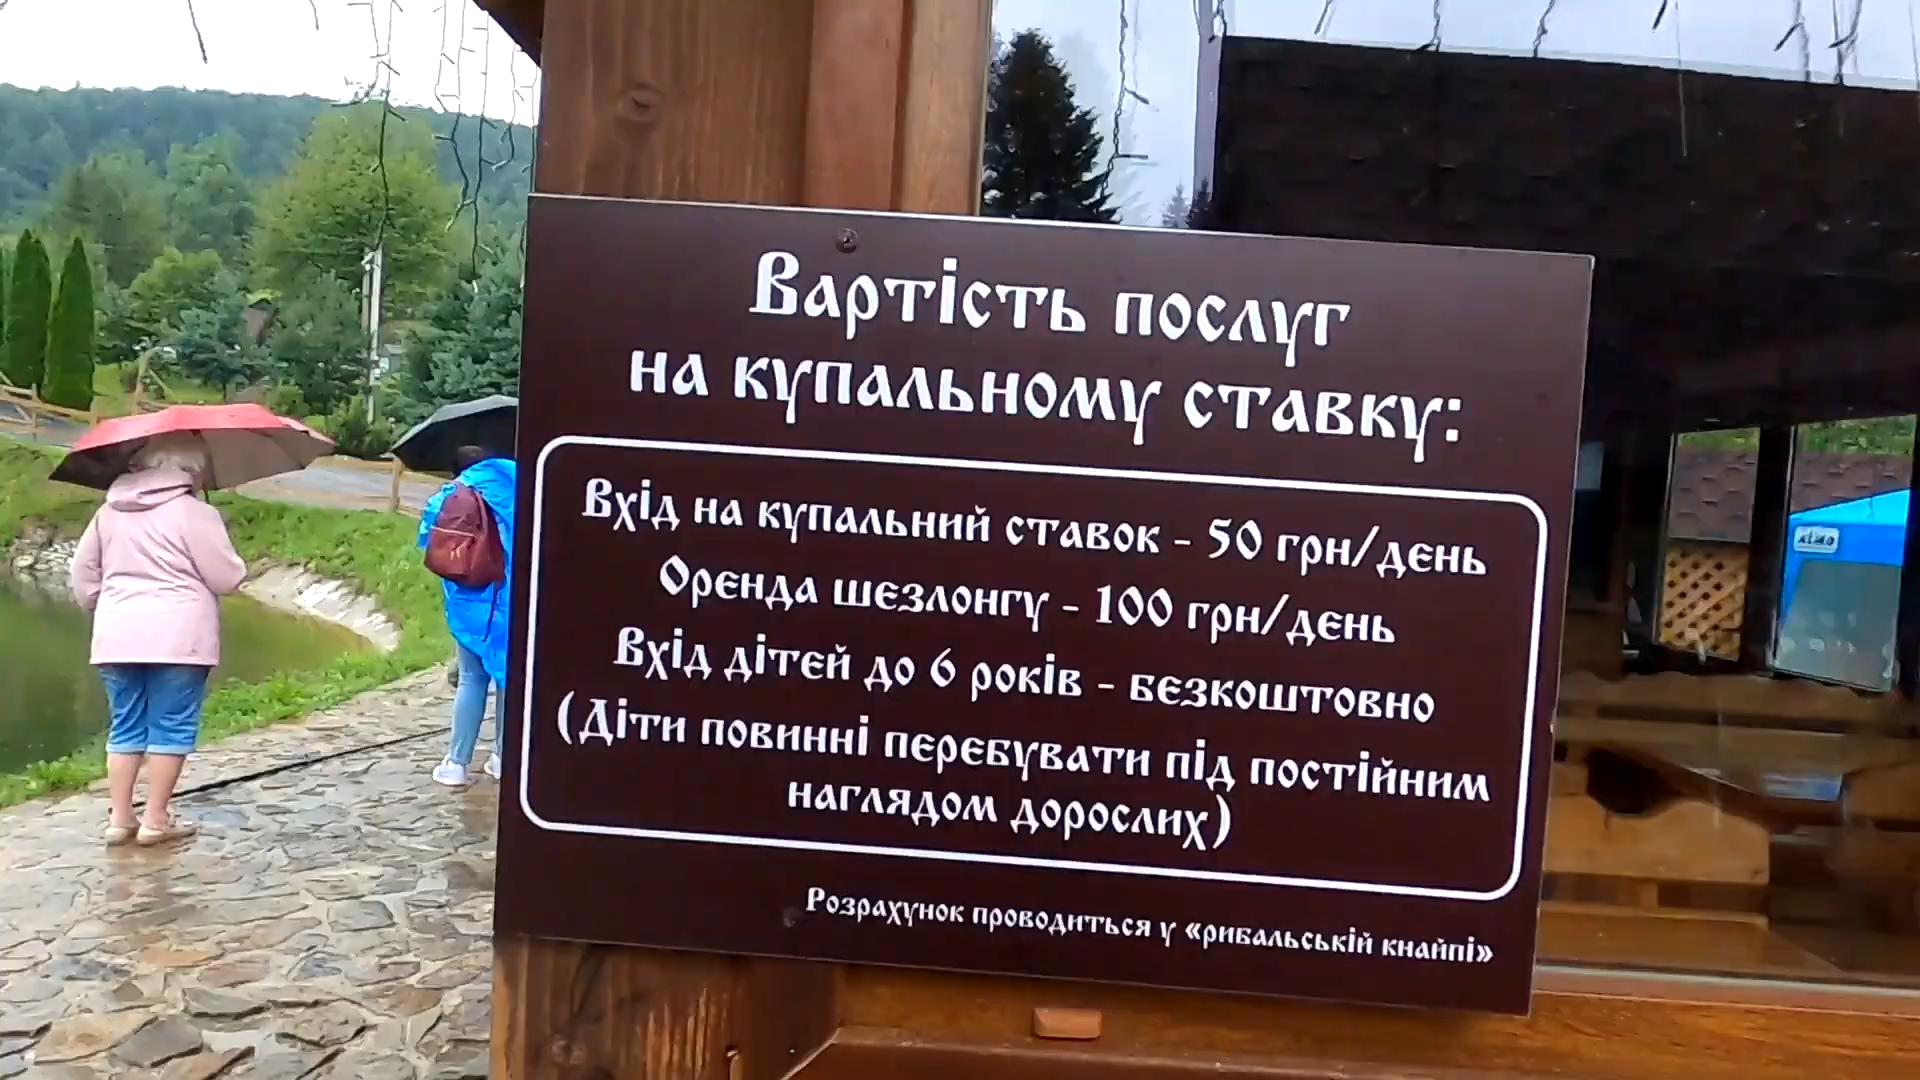 Вартість послуг
на купальному ставку:
Вхід на купальний ставок - 50 грн/день
Оренда шезлонгу - 100 грн/день
Вхід дітей до 6 років - безкоштовно
(Діти повинні перебувати під постійним
наглядом дорослих)
Розрахунок проводиться у «рибальській кнайпі»